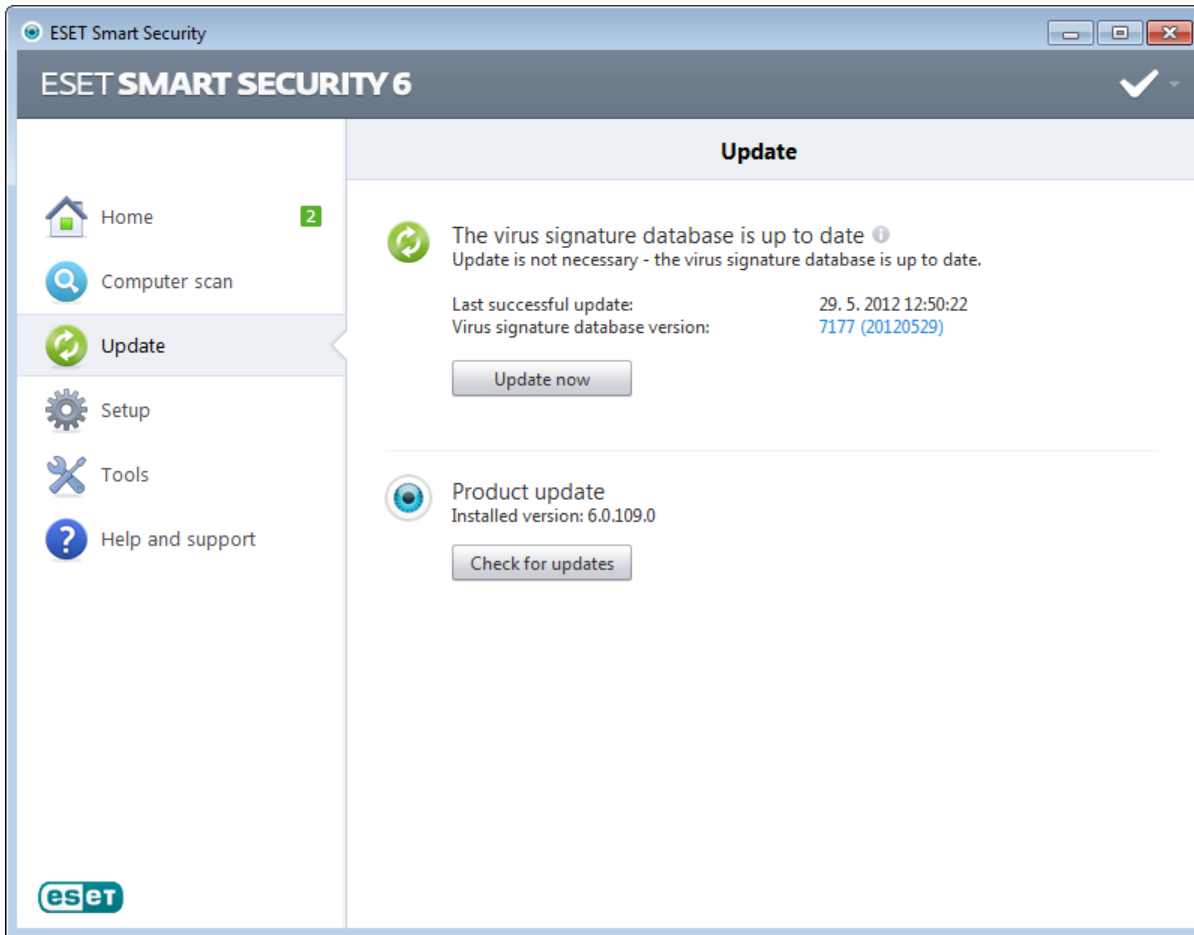 ESET Smart Security
ESET SMART SECURITY 6
Update
Home 2
Computer scan
Update
Setup
Tools
Help and support
The virus signature database is up to date
Update is not necessary - the virus signature database is up to date.
Last successful update: 29. 5. 2012 12:50:22
Virus signature database version: 7177 (20120529)
Update now
Product update
Installed version: 6.0.109.0
Check for updates
eseT